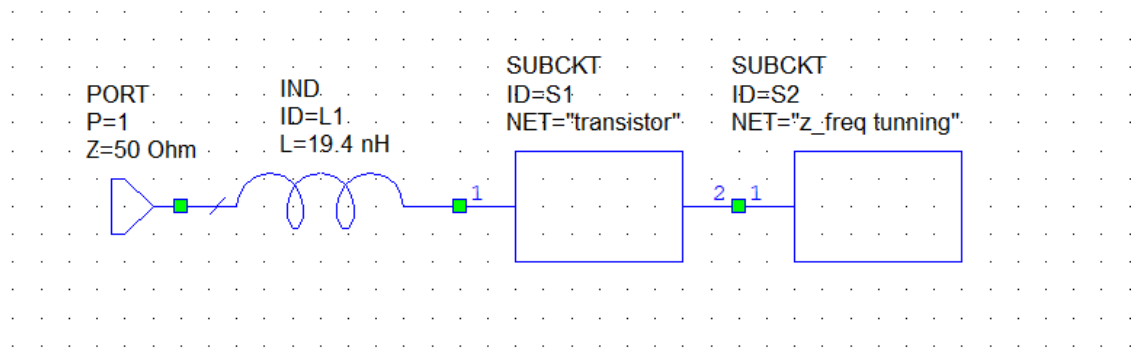 PORT
P=1
Z=50 Ohm
IND
ID=L1
L=19.4 nH
SUBCKT
ID=S1
NET="transistor"
SUBCKT
ID=S2
NET="z_freq tunning"
1
2
1